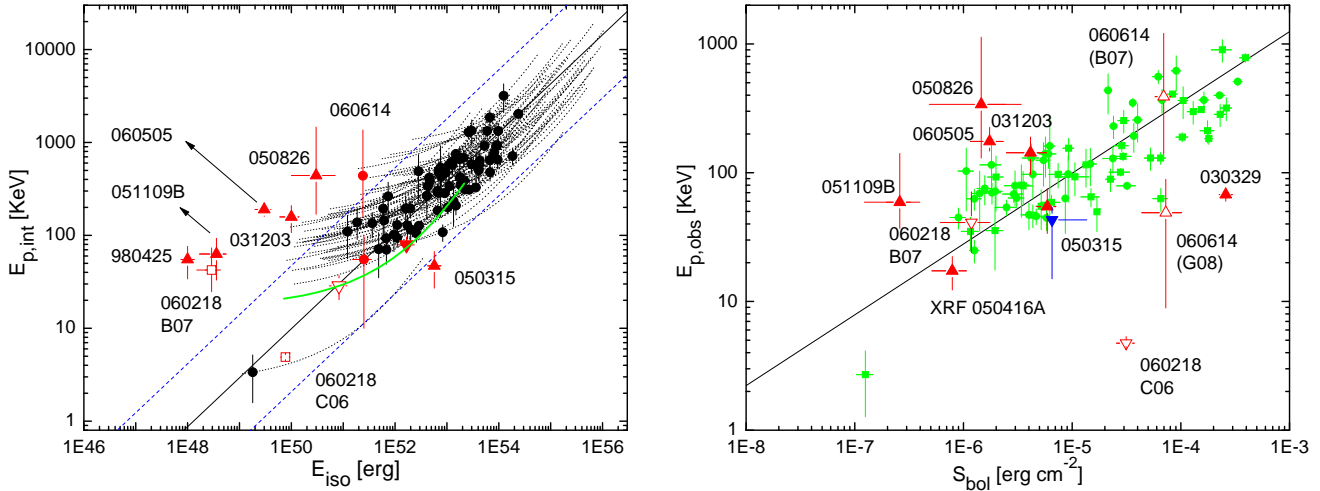 10000
1000
100
10
1
E_p,int [KeV]
060614
060505
050826
051109B
031203
980425
050315
060218
B07
060218
C06
1E46 1E48 1E50 1E52 1E54 1E56
E_iso [erg]
1000
100
10
1
E_p,obs [KeV]
060614
(B07)
050826
031203
060505
051109B
030329
060218
B07
050315
060614
(G08)
XRF 050416A
060218
C06
1E-8 1E-7 1E-6 1E-5 1E-4 1E-3
S_bol [erg cm^-2]